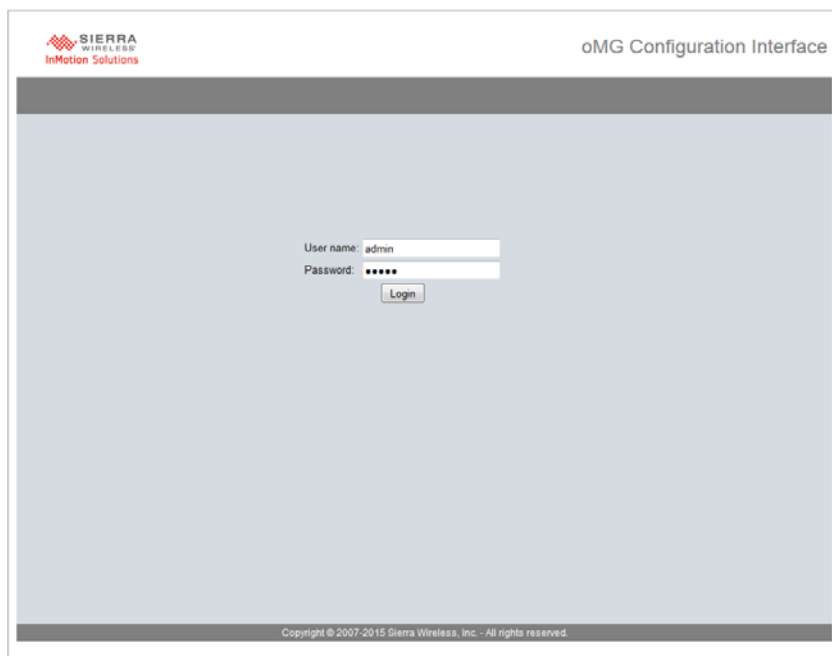 SIERRA
WIRELESS
InMotion Solutions
oMG Configuration Interface
User name: admin
Password: •••••
Login
Copyright © 2007-2015 Sierra Wireless, Inc. - All rights reserved.